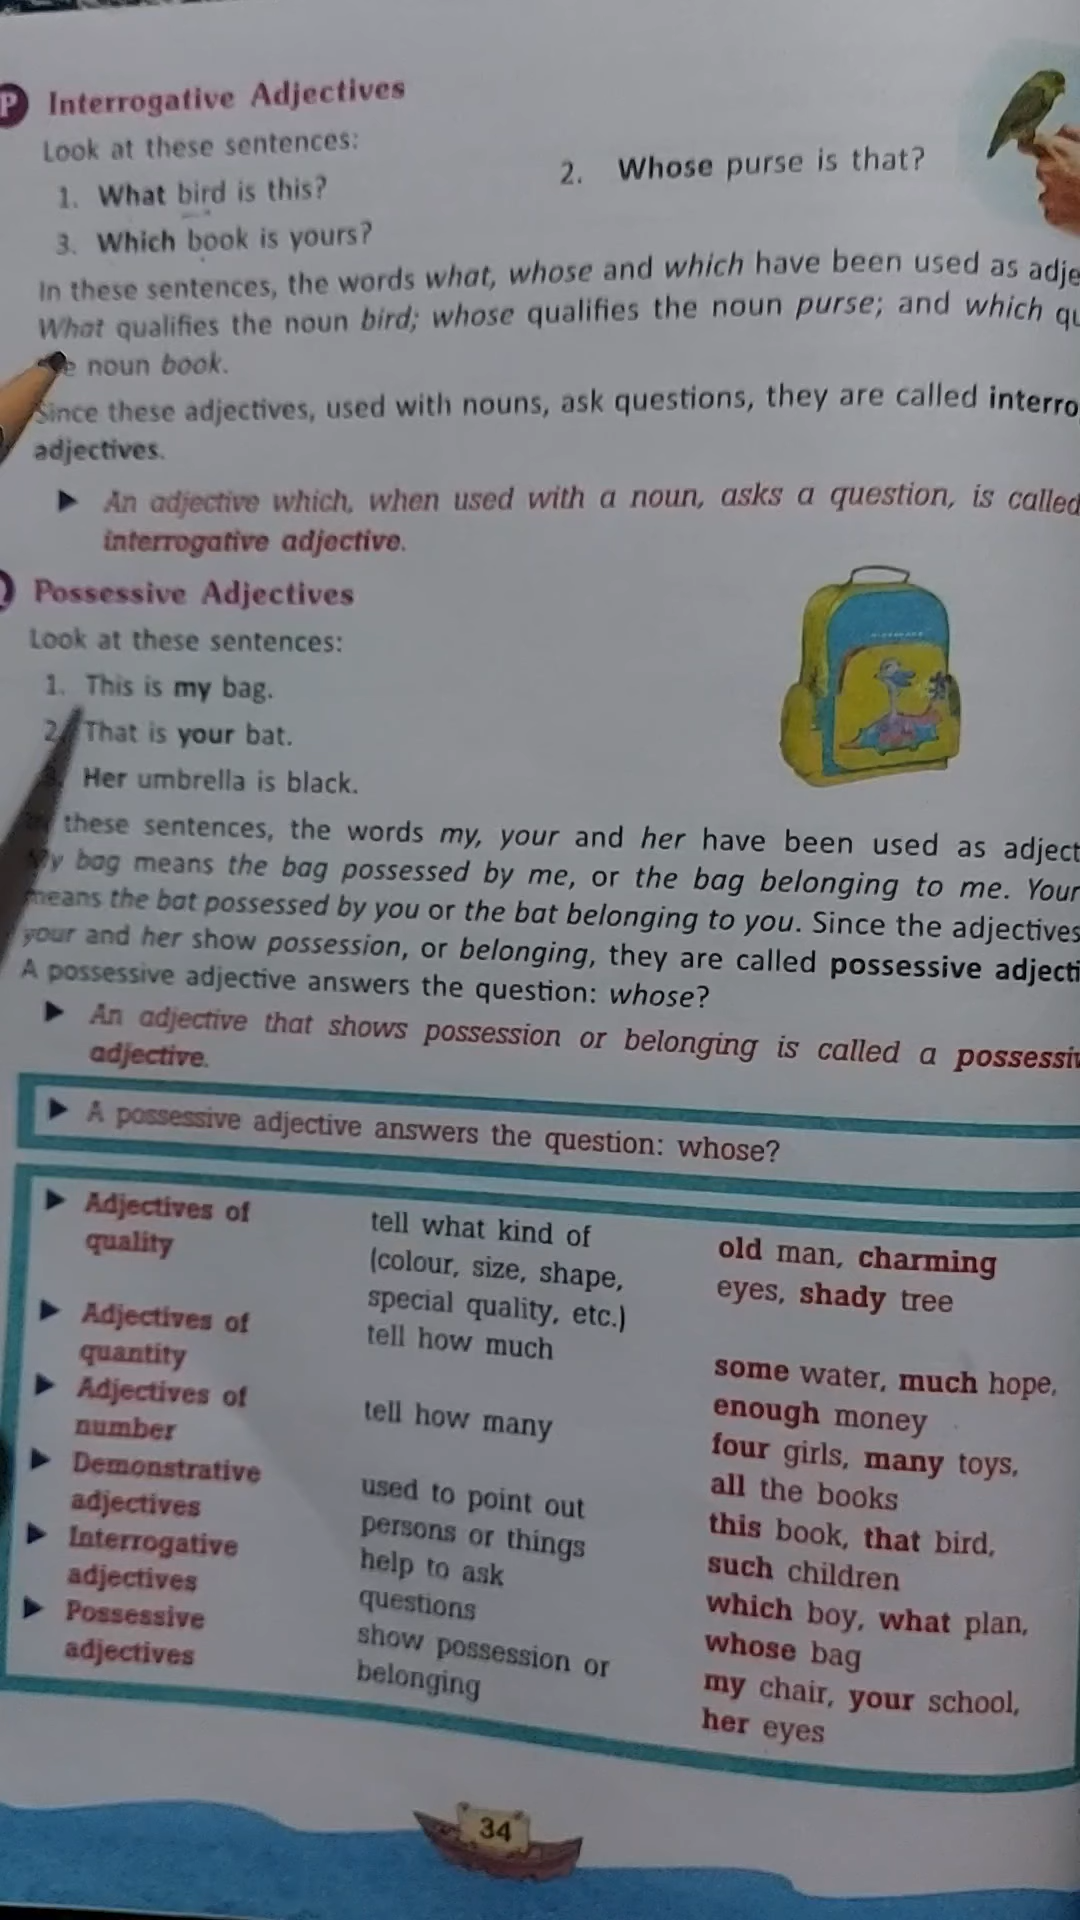 P Interrogative Adjectives
Look at these sentences:
1. What bird is this?
2. Whose purse is that?
3. Which book is yours?
In these sentences, the words what, whose and which have been used as adje
What qualifies the noun bird; whose qualifies the noun purse; and which qu
noun book.
Since these adjectives, used with nouns, ask questions, they are called interro
adjectives.
▶ An adjective which, when used with a noun, asks a question, is called
interrogative adjective.
Possessive Adjectives
Look at these sentences:
1. This is my bag.
2. That is your bat.
Her umbrella is black.
these sentences, the words my, your and her have been used as adject
My bag means the bag possessed by me, or the bag belonging to me. Your
means the bat possessed by you or the bat belonging to you. Since the adjectives
your and her show possession, or belonging, they are called possessive adjecti
A possessive adjective answers the question: whose?
▶ An adjective that shows possession or belonging is called a possessiv
adjective.
▶ A possessive adjective answers the question: whose?
▶ Adjectives of
quality
tell what kind of
(colour, size, shape,
special quality, etc.)
old man, charming
eyes, shady tree
▶ Adjectives of
quantity
tell how much
some water, much hope,
enough money
▶ Adjectives of
number
tell how many
four girls, many toys,
all the books
▶ Demonstrative
adjectives
used to point out
persons or things
this book, that bird,
such children
▶ Interrogative
adjectives
help to ask
questions
which boy, what plan,
whose bag
▶ Possessive
adjectives
show possession or
belonging
my chair, your school,
her eyes
34